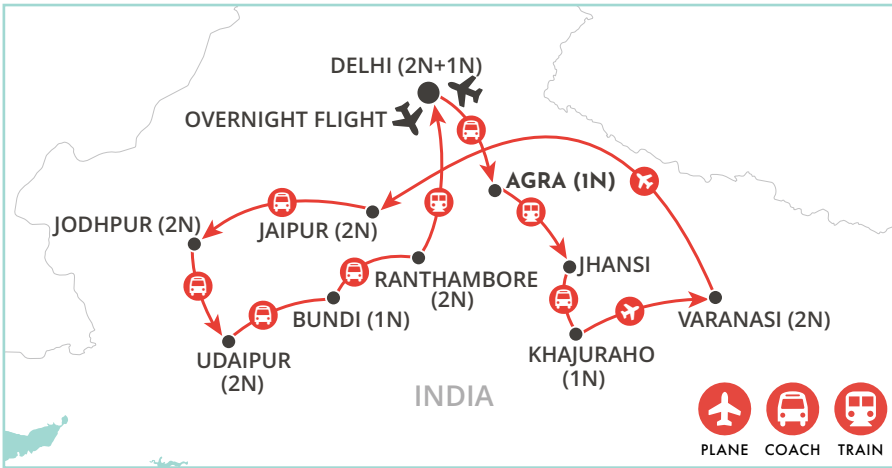 DELHI (2N+1N)
OVERNIGHT FLIGHT
AGRA (1N)
JODHPUR (2N)
JAIPUR (2N)
JHANSI
RANTHAMBORE
(2N)
BUNDI (1N)
VARANASI (2N)
UDAIPUR
(2N)
KHAJURAHO
(1N)
INDIA
PLANE COACH TRAIN